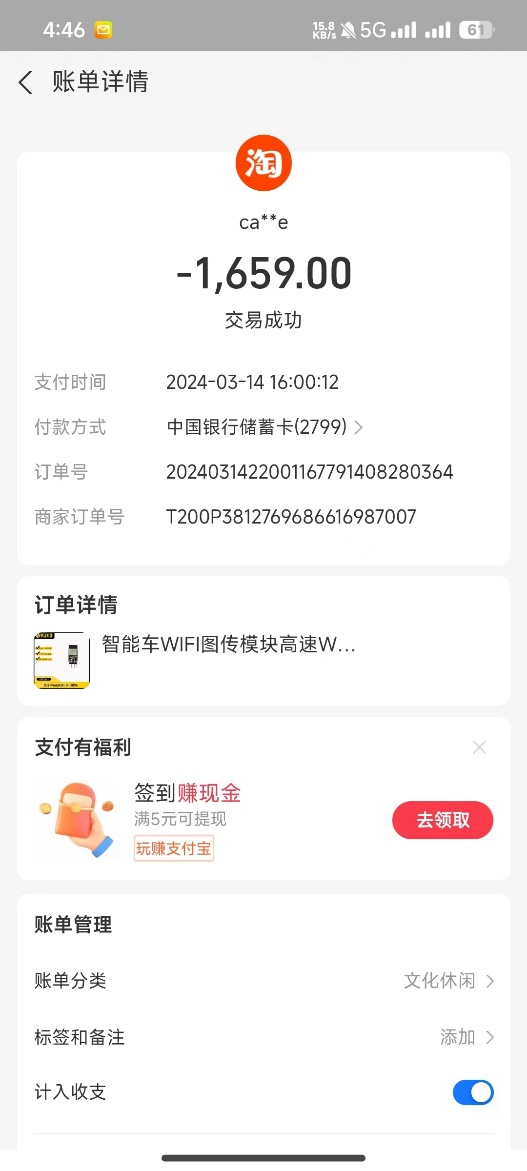 4:46
15.8
KB/s
5G
61
账单详情
淘
ca**e
-1,659.00
交易成功
支付时间 2024-03-14 16:00:12
付款方式 中国银行储蓄卡(2799)
订单号 2024031422001167791408280364
商家订单号 T200P3812769686616987007
订单详情
智能车WIFI图传模块高速W...
支付有福利
签到赚现金
满5元可提现
玩赚支付宝
去领取
账单管理
账单分类 文化休闲
标签和备注 添加
计入收支